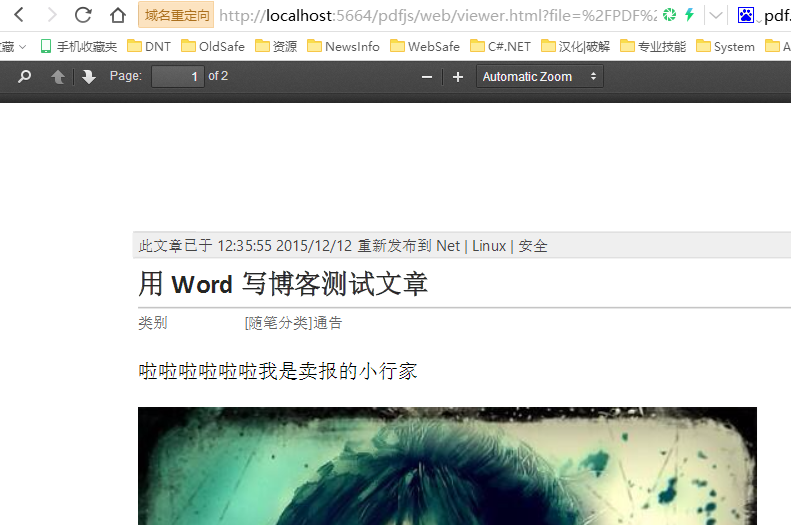 域名重定向 http://localhost:5664/pdfjs/web/viewer.html?file=%2FPDF% pdf.
藏 手机收藏夹 DNT OldSafe 资源 NewsInfo WebSafe C#.NET 汉化|破解 专业技能 System A
Page: 1 of 2 Automatic Zoom
此文章已于 12:35:55 2015/12/12 重新发布到 Net | Linux | 安全
用 Word 写博客测试文章
类别 [随笔分类]通告
啦啦啦啦啦啦我是卖报的小行家